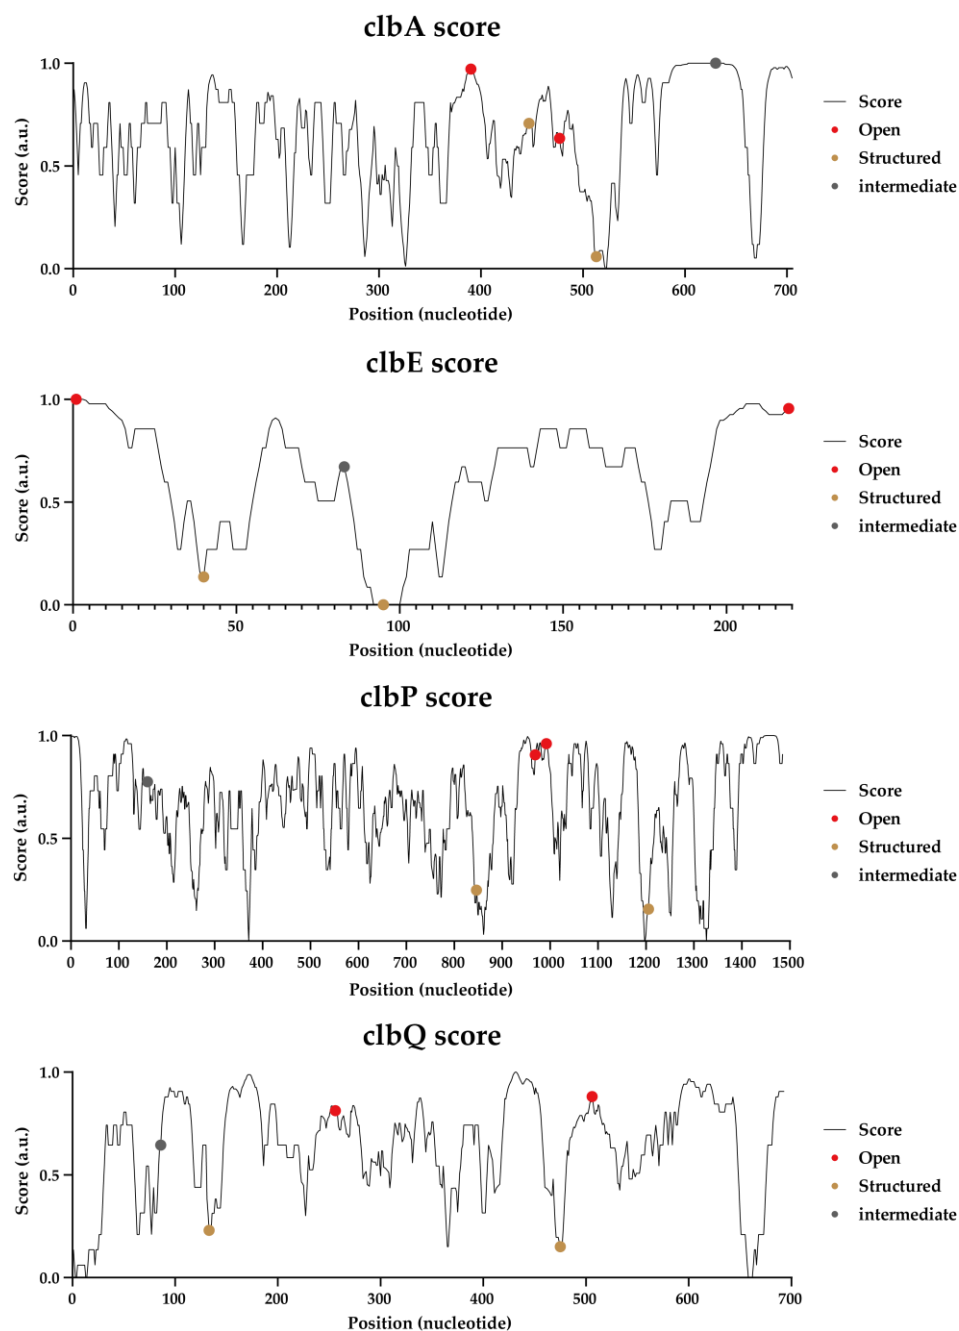 clbA score
Score (a.u.)
1.0
0.5
0.0
0 100 200 300 400 500 600 700
Position (nucleotide)
Score
Open
Structured
intermediate
clbE score
Score (a.u.)
1.0
0.5
0.0
0 50 100 150 200
Position (nucleotide)
Score
Open
Structured
intermediate
clbP score
Score (a.u.)
1.0
0.5
0.0
0 100 200 300 400 500 600 700 800 900 1000 1100 1200 1300 1400 1500
Position (nucleotide)
Score
Open
Structured
intermediate
clbQ score
Score (a.u.)
1.0
0.5
0.0
0 100 200 300 400 500 600 700
Position (nucleotide)
Score
Open
Structured
intermediate